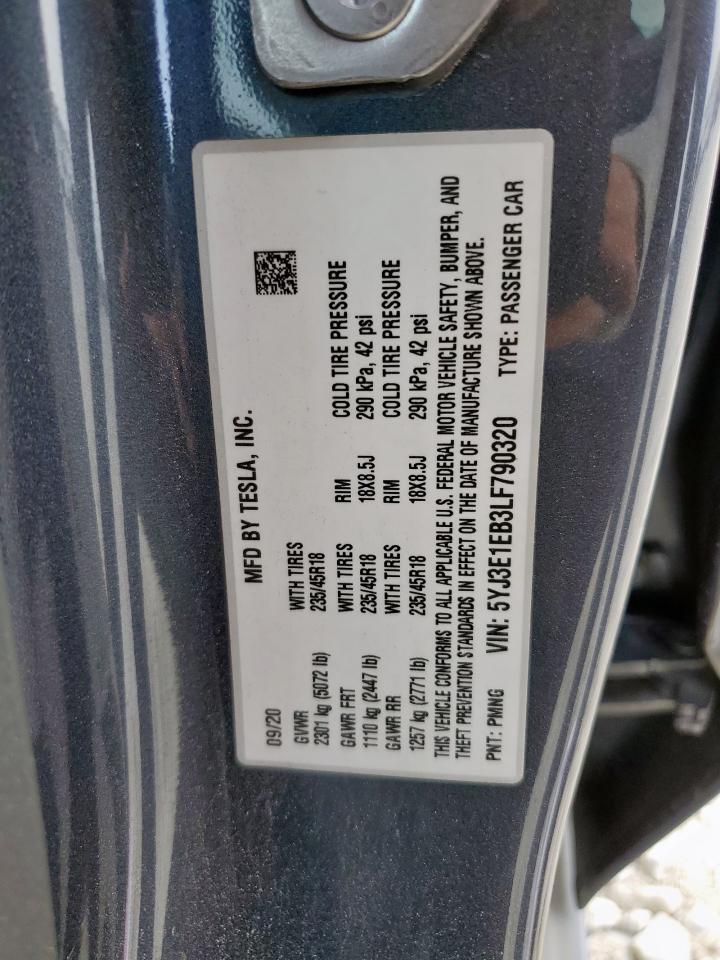 MFD BY TESLA, INC.
09/20
GVWR WITH TIRES
2301 kg (5072 lb) 235/45R18
GAWR FRT WITH TIRES RIM COLD TIRE PRESSURE
1110 kg (2447 lb) 235/45R18 18X8.5J 290 kPa, 42 psi
GAWR RR WITH TIRES RIM COLD TIRE PRESSURE
1257 kg (2771 lb) 235/45R18 18X8.5J 290 kPa, 42 psi
THIS VEHICLE CONFORMS TO ALL APPLICABLE U.S. FEDERAL MOTOR VEHICLE SAFETY, BUMPER, AND
THEFT PREVENTION STANDARDS IN EFFECT ON THE DATE OF MANUFACTURE SHOWN ABOVE.
PNT: PMNG VIN: 5YJ3E1EB3LF790320 TYPE: PASSENGER CAR